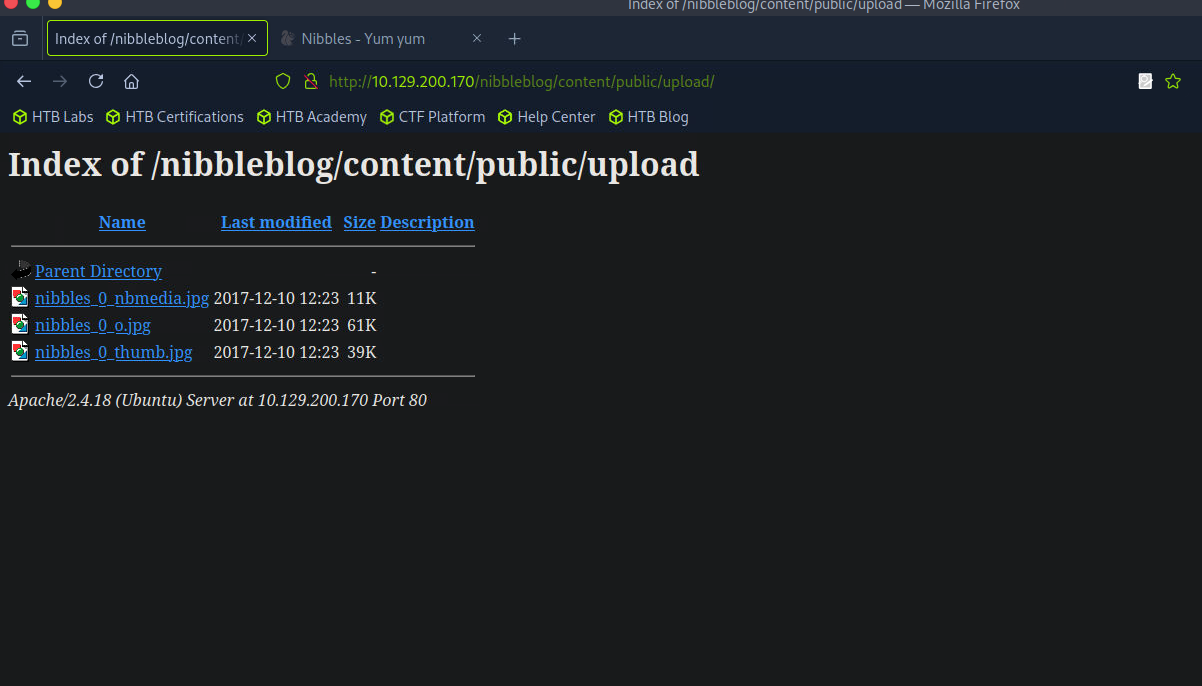 Index of /nibbleblog/content/public/upload — Mozilla Firefox
Index of /nibbleblog/content/ Nibbles - Yum yum
http://10.129.200.170/nibbleblog/content/public/upload/
HTB Labs HTB Certifications HTB Academy CTF Platform Help Center HTB Blog
Index of /nibbleblog/content/public/upload
Name Last modified Size Description
Parent Directory -
nibbles_0_nbmedia.jpg 2017-12-10 12:23 11K
nibbles_0_o.jpg 2017-12-10 12:23 61K
nibbles_0_thumb.jpg 2017-12-10 12:23 39K
Apache/2.4.18 (Ubuntu) Server at 10.129.200.170 Port 80